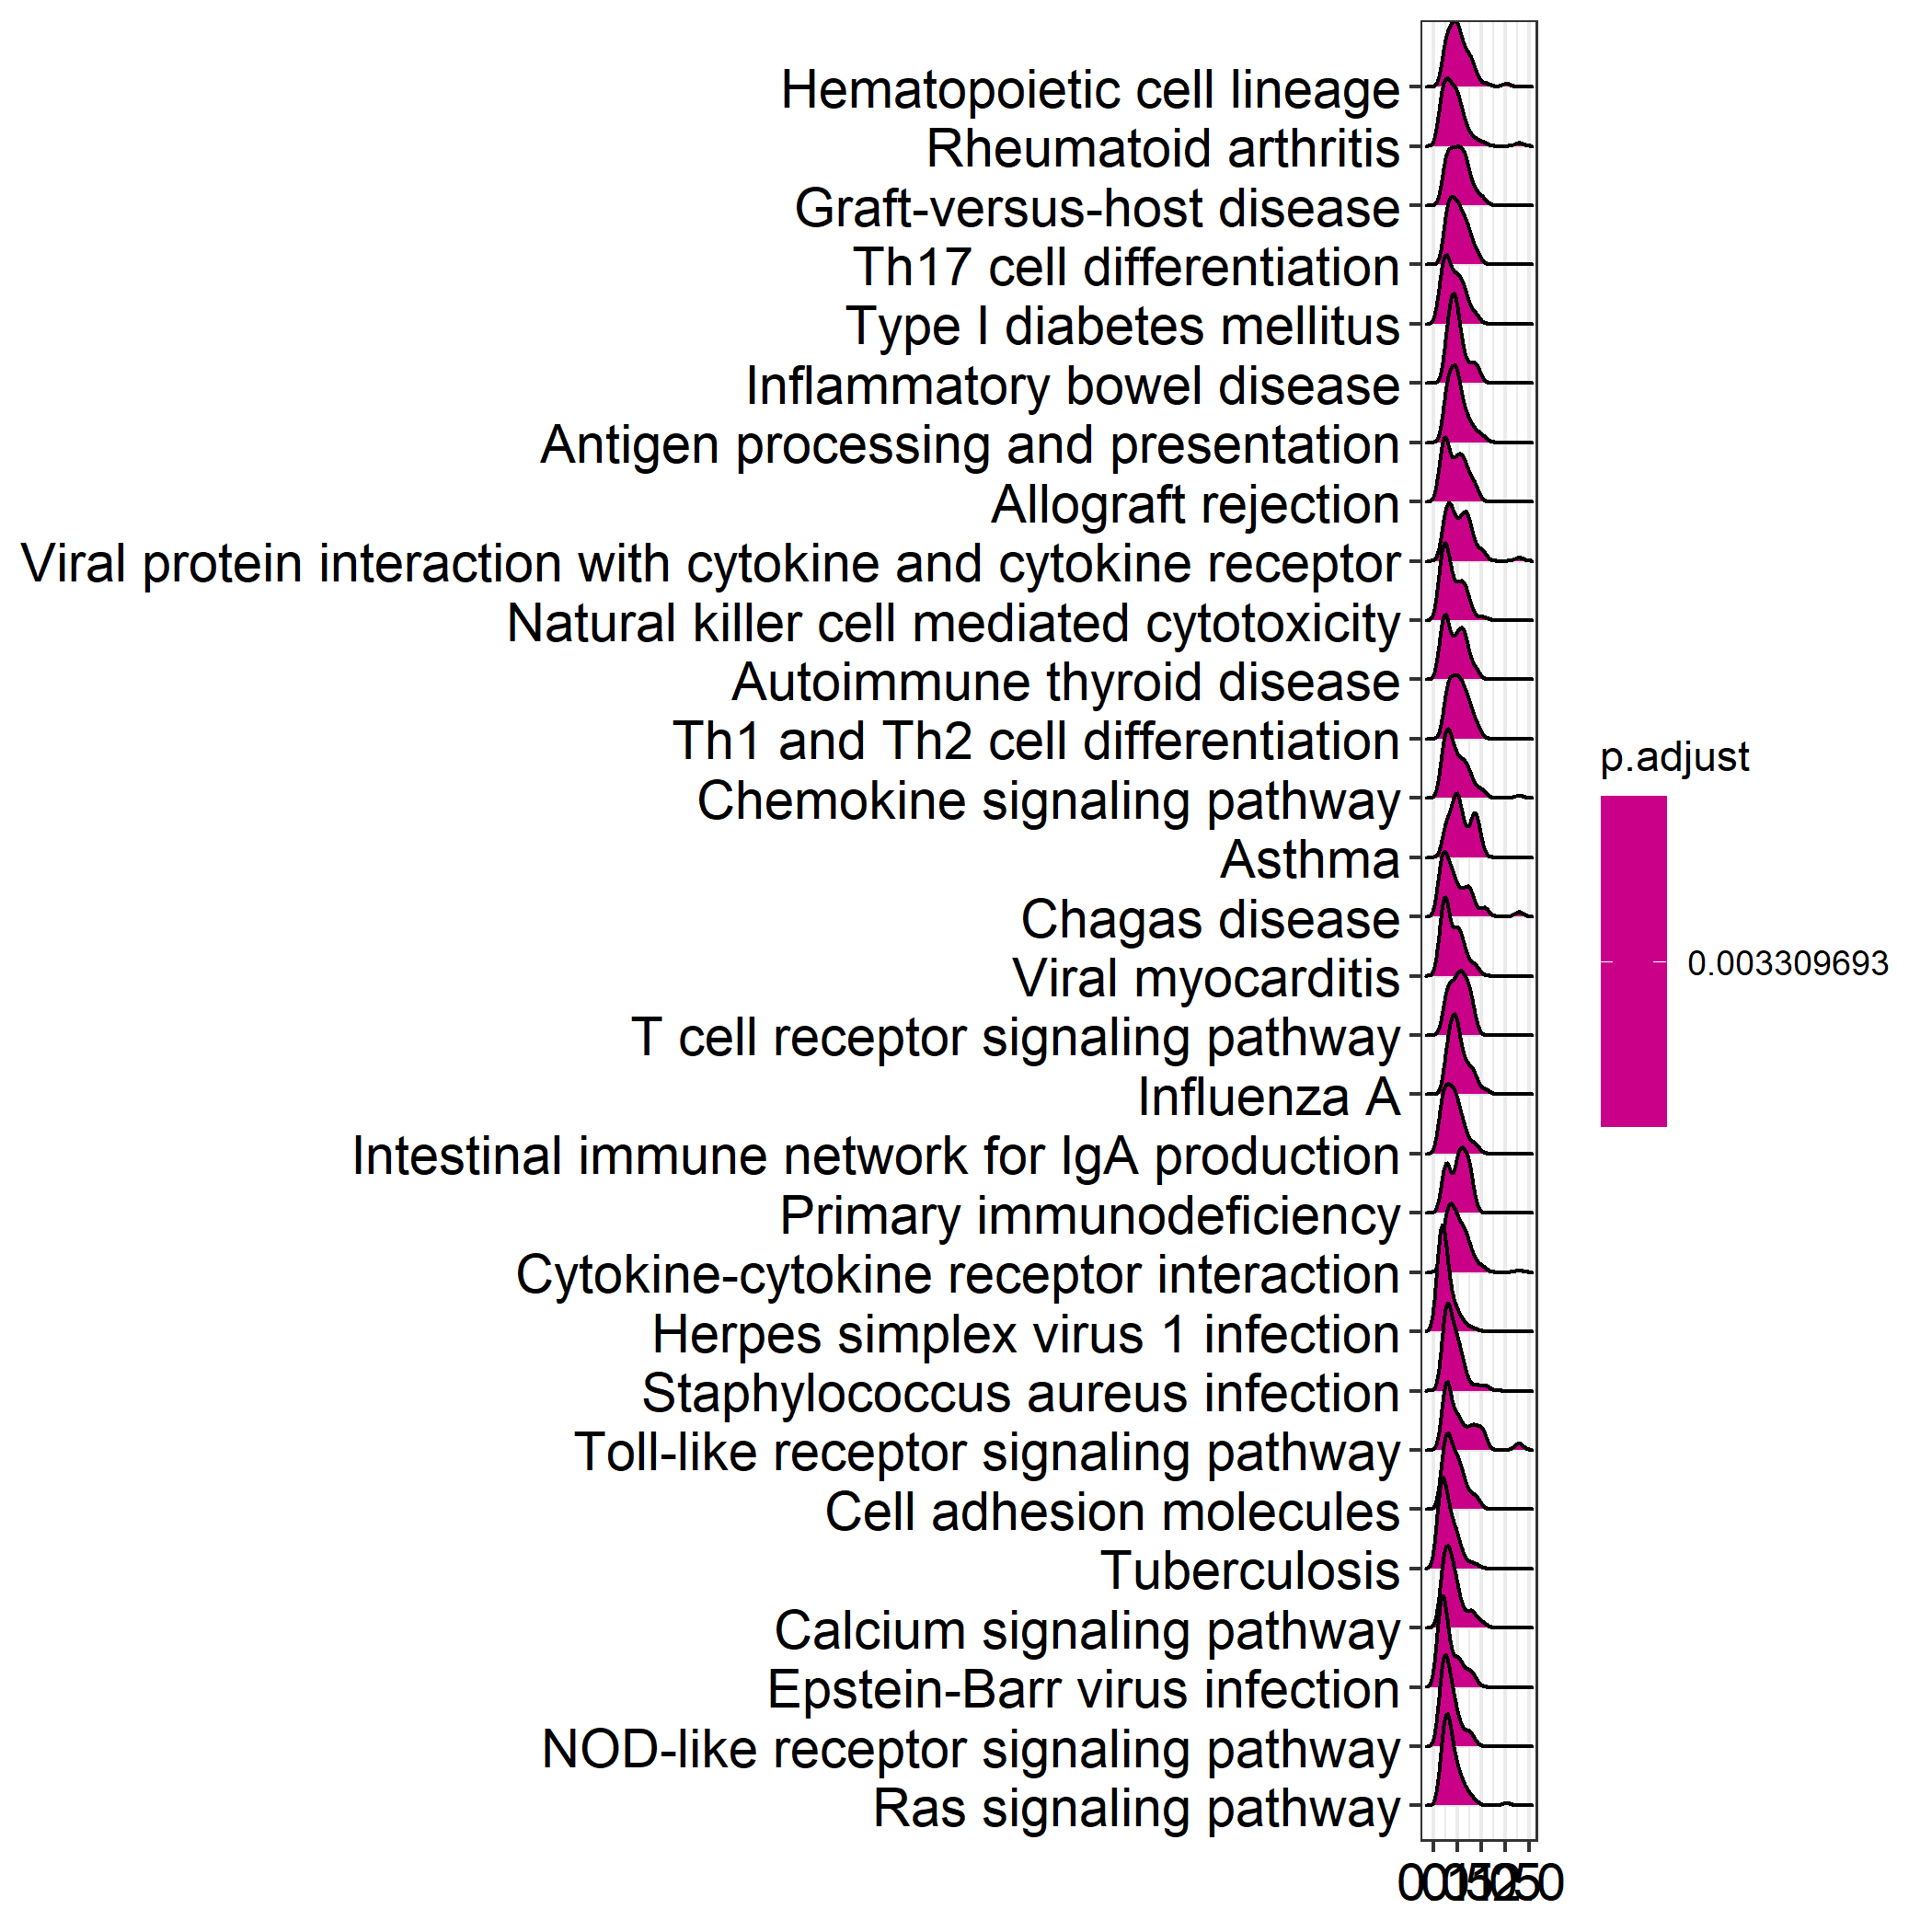 Hematopoietic cell lineage
Rheumatoid arthritis
Graft-versus-host disease
Th17 cell differentiation
Type I diabetes mellitus
Inflammatory bowel disease
Antigen processing and presentation
Allograft rejection
Viral protein interaction with cytokine and cytokine receptor
Natural killer cell mediated cytotoxicity
Autoimmune thyroid disease
Th1 and Th2 cell differentiation
Chemokine signaling pathway
Asthma
Chagas disease
Viral myocarditis
T cell receptor signaling pathway
Influenza A
Intestinal immune network for IgA production
Primary immunodeficiency
Cytokine-cytokine receptor interaction
Herpes simplex virus 1 infection
Staphylococcus aureus infection
Toll-like receptor signaling pathway
Cell adhesion molecules
Tuberculosis
Calcium signaling pathway
Epstein-Barr virus infection
NOD-like receptor signaling pathway
Ras signaling pathway
p.adjust
0.003309693